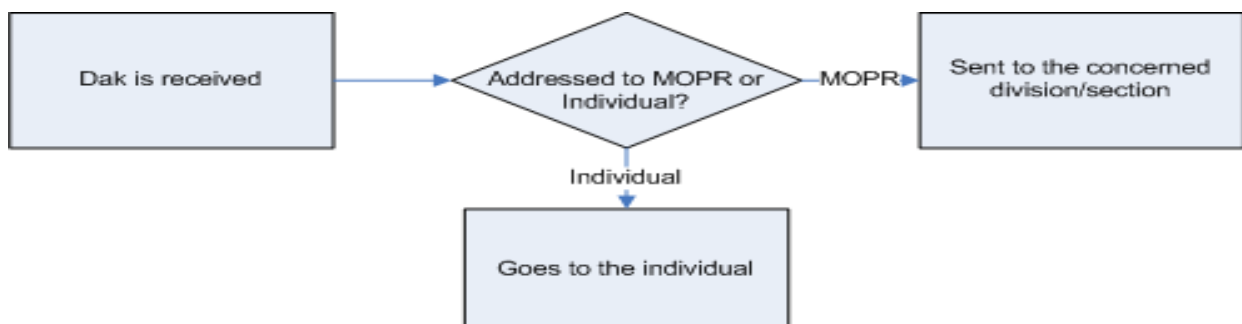 Dak is received
Addressed to MOPR or
Individual?
MOPR
Sent to the concerned
division/section
Individual
Goes to the individual